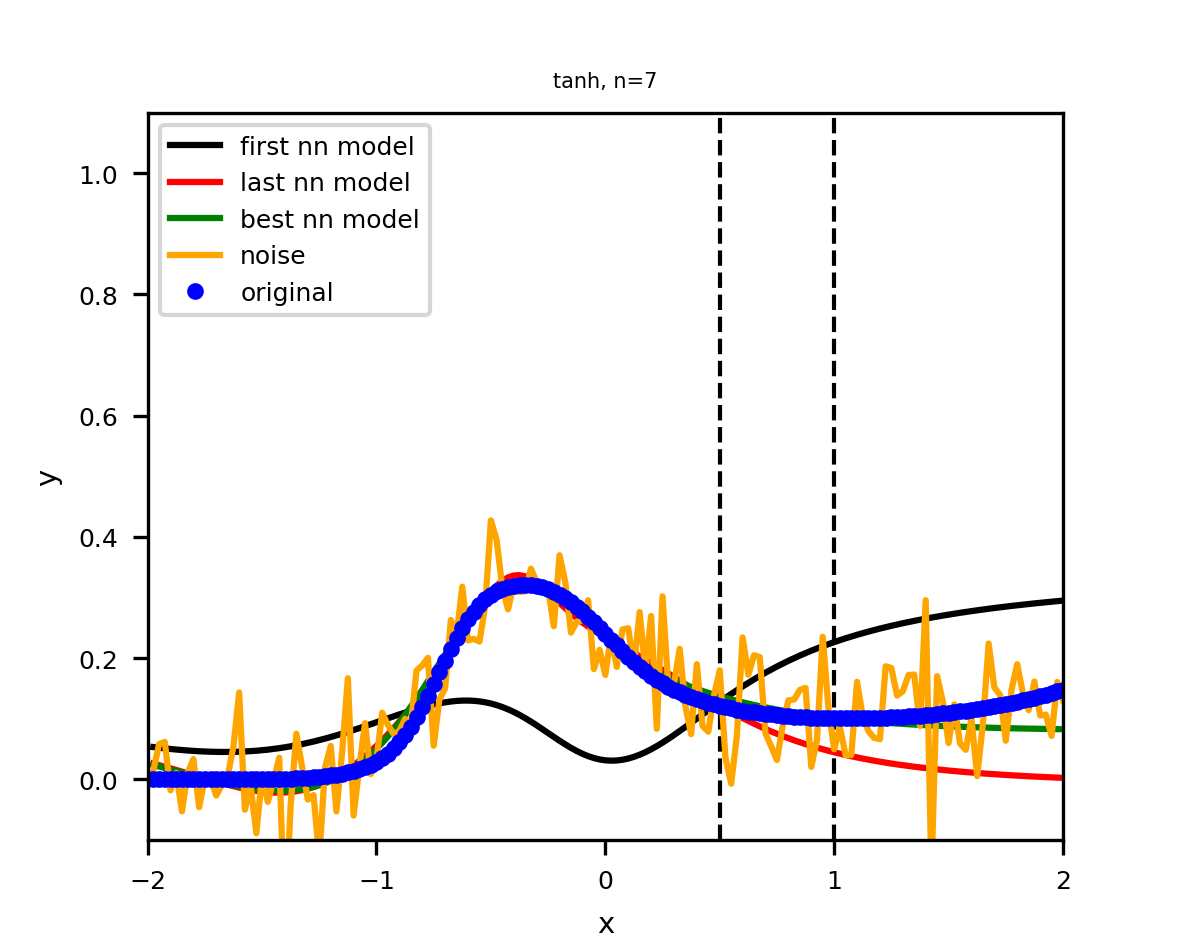 tanh, n=7
first nn model
last nn model
best nn model
noise
original
1.0
0.8
0.6
0.4
0.2
0.0
y
−2 −1 0 1 2
x